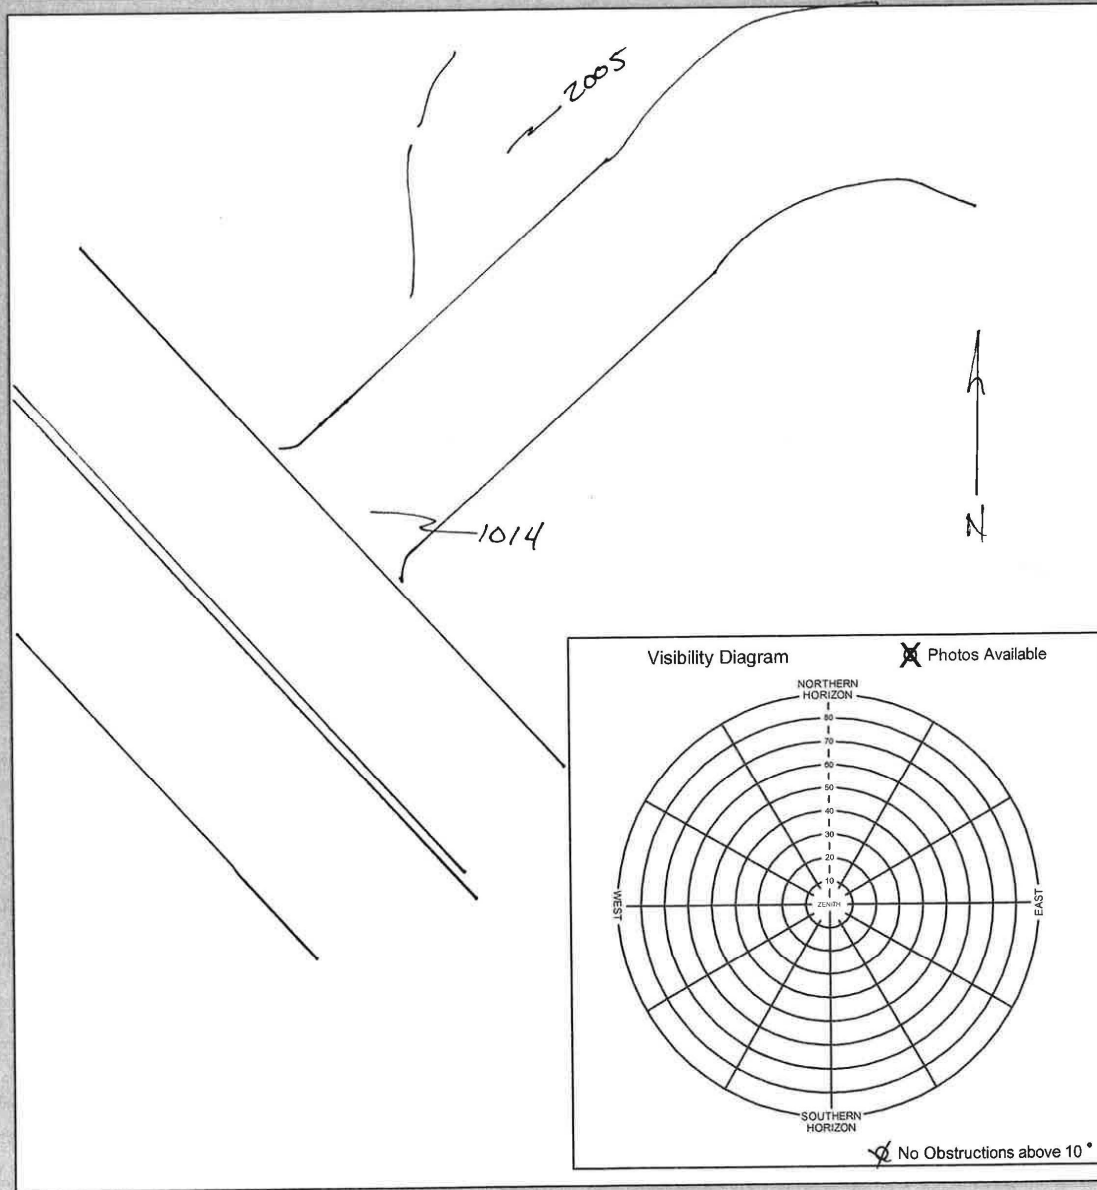 2005
1014
N
Visibility Diagram
Photos Available
NORTHERN
HORIZON
80
70
60
50
40
30
20
10
ZENITH
WEST
EAST
SOUTHERN
HORIZON
No Obstructions above 10 °